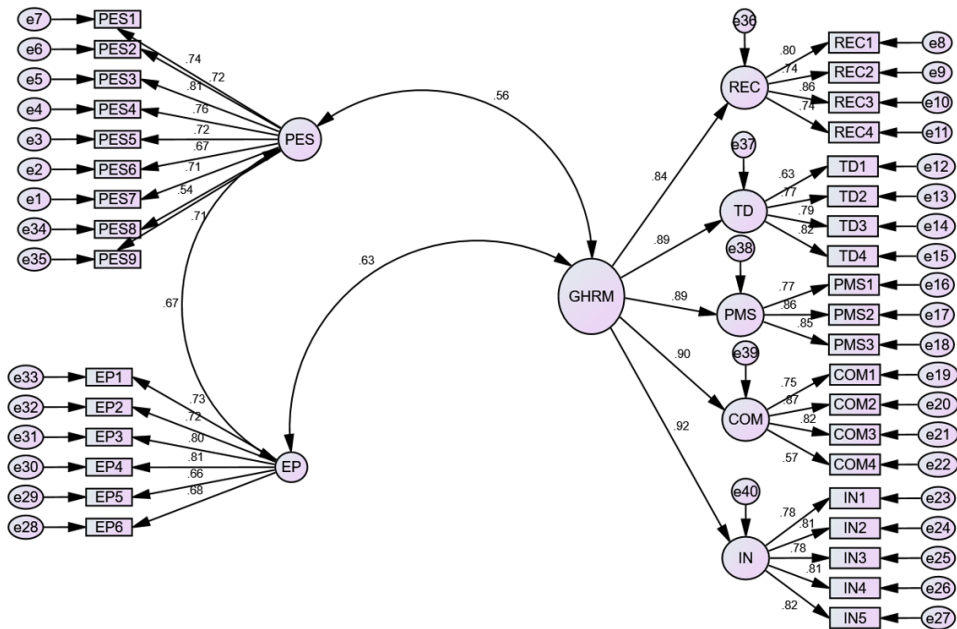 e7 PES1
e6 PES2
e5 PES3
e4 PES4
e3 PES5
e2 PES6
e1 PES7
e34 PES8
e35 PES9
.74
.72
.81
.76
.72
.67
.71
.54
.71
PES
.56
.67
.63
e33 EP1
e32 EP2
e31 EP3
e30 EP4
e29 EP5
e28 EP6
.73
.72
.80
.81
.66
.68
EP
GHRM
.84
.89
.89
.90
.92
e36
REC
.80
.74
.86
.74
REC1 e8
REC2 e9
REC3 e10
REC4 e11
e37
TD
.63
.77
.79
.82
TD1 e12
TD2 e13
TD3 e14
TD4 e15
e38
PMS
.77
.86
.85
PMS1 e16
PMS2 e17
PMS3 e18
e39
COM
.75
.87
.82
.57
COM1 e19
COM2 e20
COM3 e21
COM4 e22
e40
IN
.78
.81
.78
.81
.82
IN1 e23
IN2 e24
IN3 e25
IN4 e26
IN5 e27